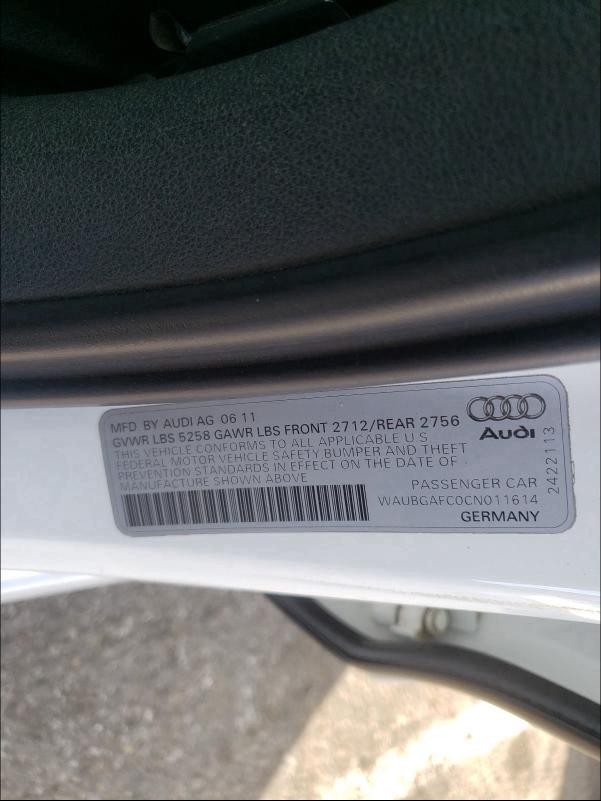 MFD BY AUDI AG 06 11
GVWR LBS 5258 GAWR LBS FRONT 2712/REAR 2756
THIS VEHICLE CONFORMS TO ALL APPLICABLE U S
FEDERAL MOTOR VEHICLE SAFETY BUMPER AND THEFT
PREVENTION STANDARDS IN EFFECT ON THE DATE OF
MANUFACTURE SHOWN ABOVE
PASSENGER CAR
WAUBGAFC0CN011614
GERMANY
Audi
2422113